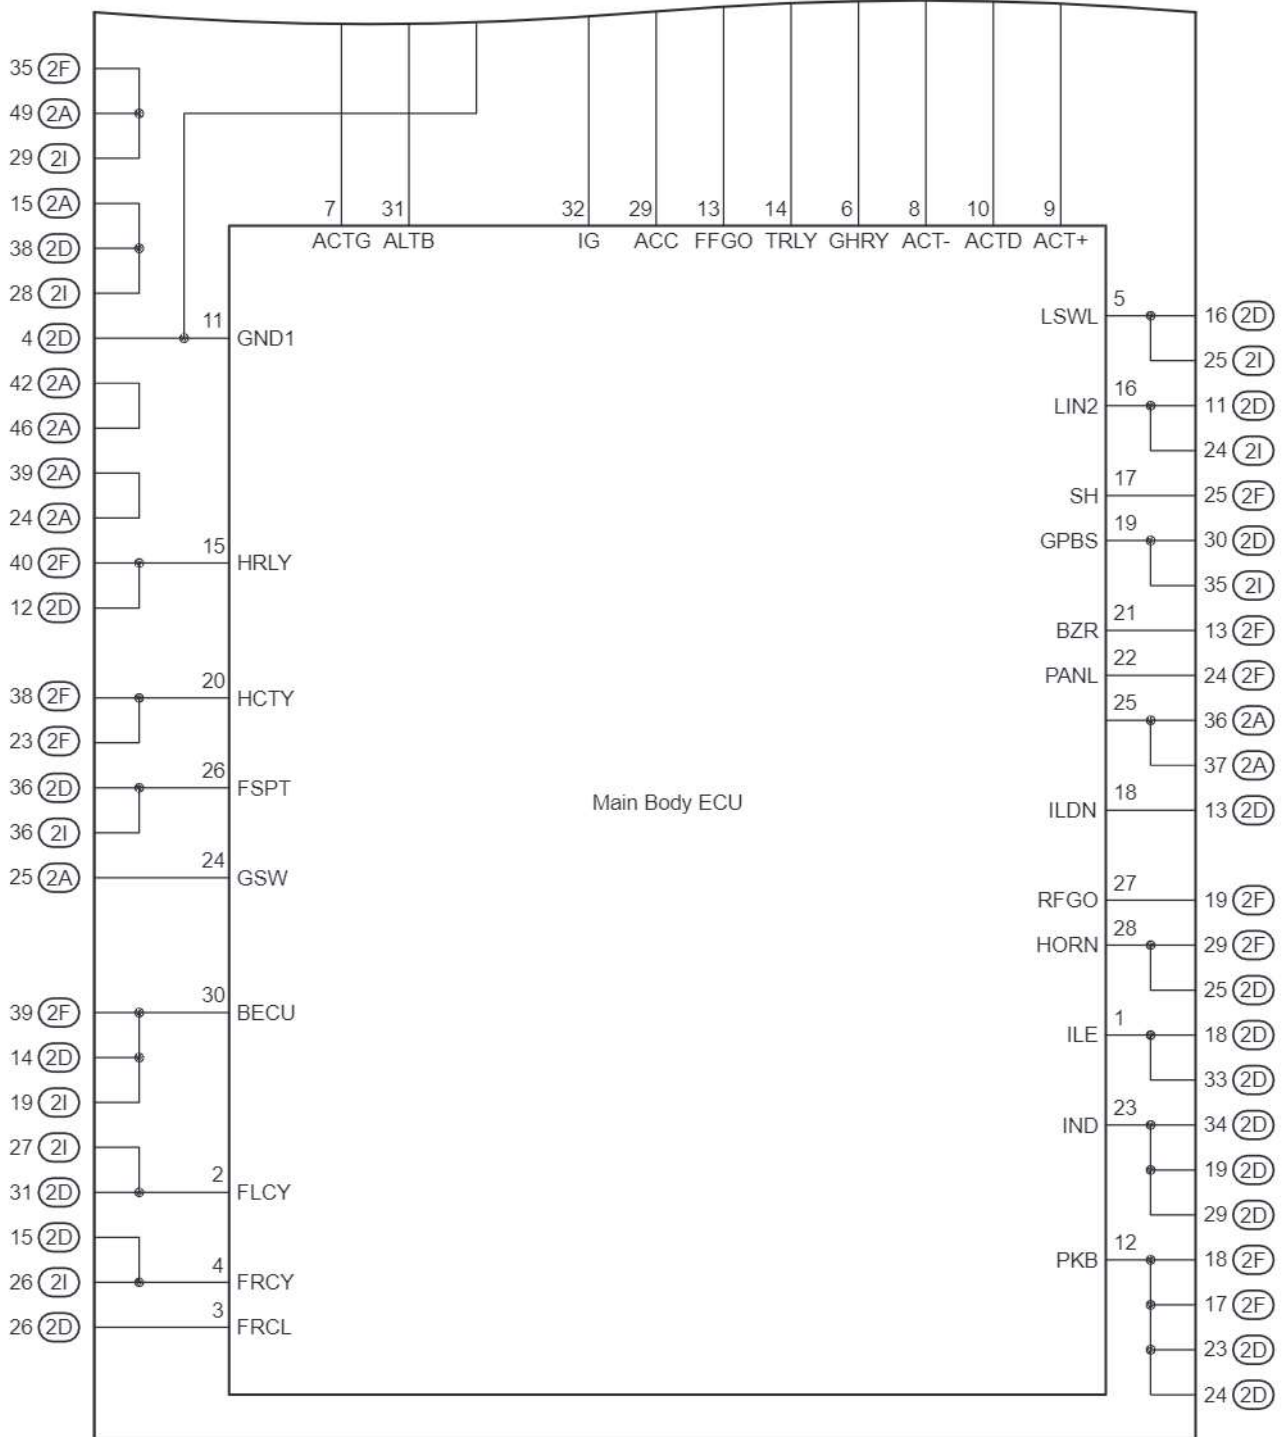 35 2F
49 2A
29 2I
15 2A
38 2D
28 2I
4 2D
42 2A
46 2A
39 2A
24 2A
40 2F
12 2D
38 2F
23 2F
36 2D
36 2I
25 2A
39 2F
14 2D
19 2I
27 2I
31 2D
15 2D
26 2I
26 2D
7 31 32 29 13 14 6 8 10 9
ACTG ALTB IG ACC FFGO TRLY GHRY ACT- ACTD ACT+
11 GND1
15 HRLY
20 HCTY
26 FSPT
24 GSW
30 BECU
2 FLCY
4 FRCY
3 FRCL
Main Body ECU
LSWL 5
LIN2 16
SH 17
GPBS 19
BZR 21
PANL 22
25
ILDN 18
RFGO 27
HORN 28
ILE 1
IND 23
PKB 12
16 2D
25 2I
11 2D
24 2I
25 2F
30 2D
35 2I
13 2F
24 2F
36 2A
37 2A
13 2D
19 2F
29 2F
25 2D
18 2D
33 2D
34 2D
19 2D
29 2D
18 2F
17 2F
23 2D
24 2D